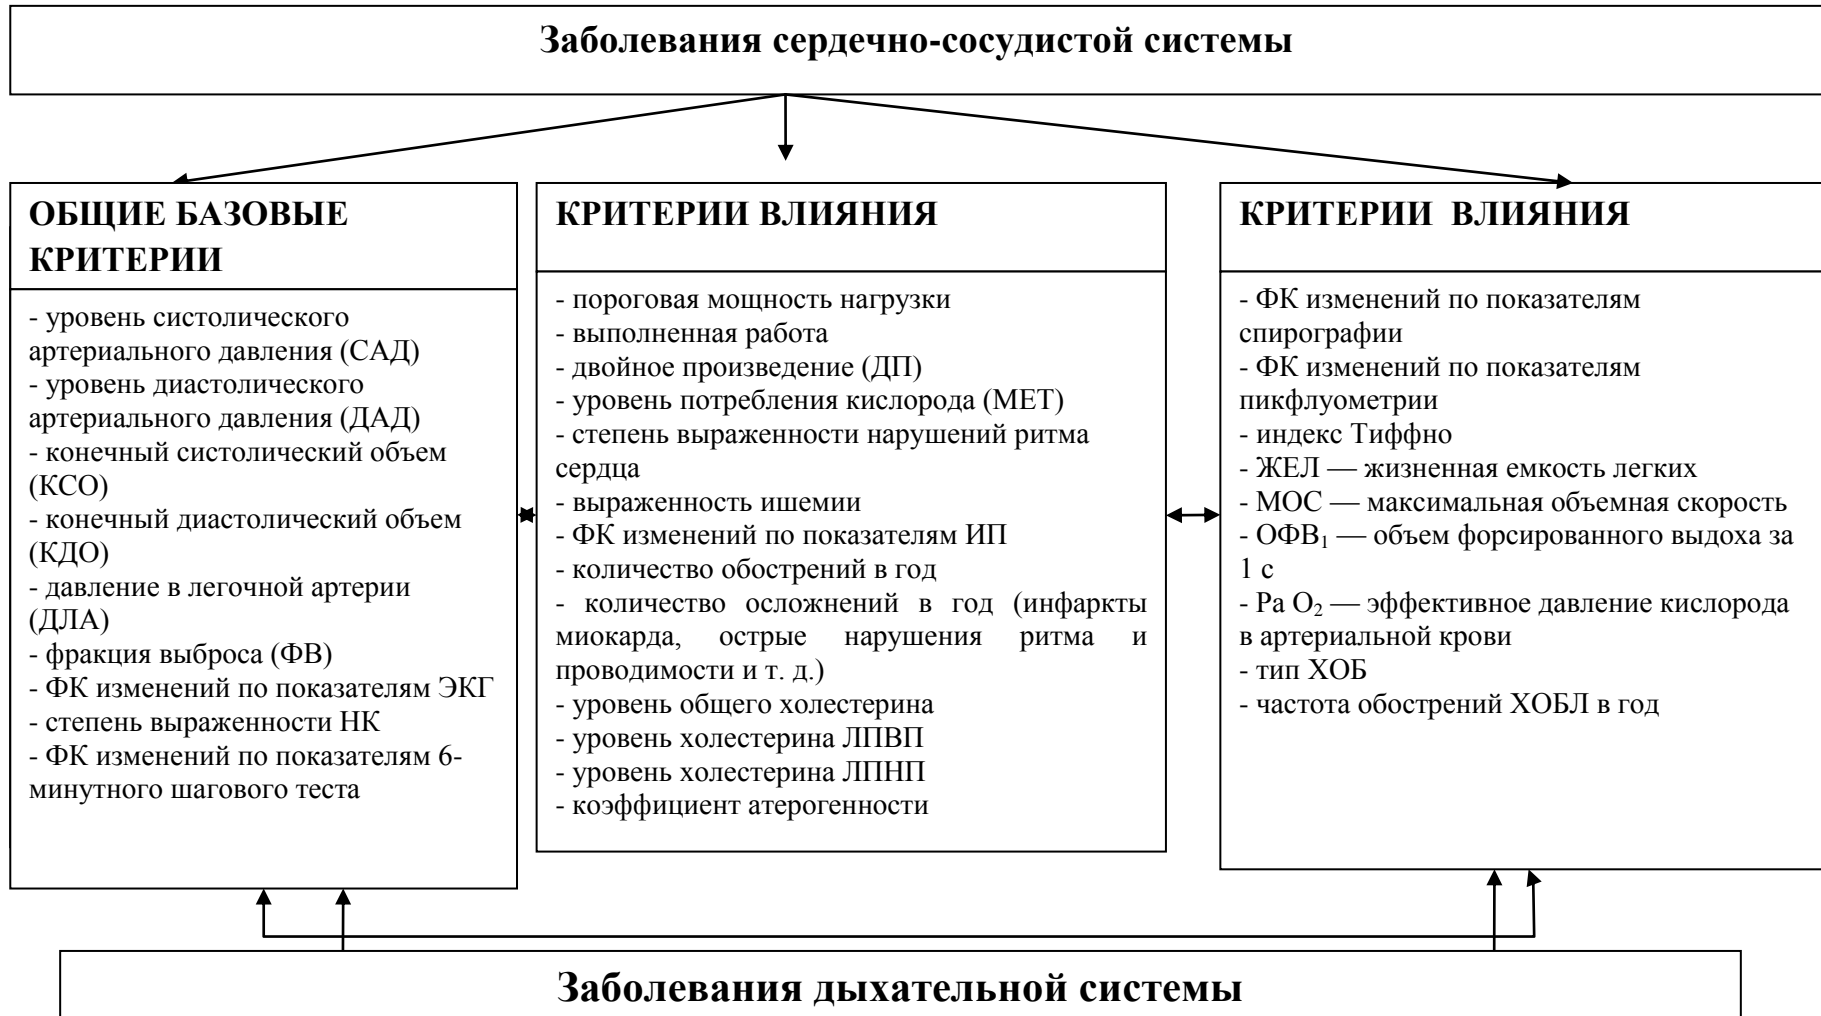 Заболевания сердечно-сосудистой системы
ОБЩИЕ БАЗОВЫЕ
КРИТЕРИИ
- уровень систолического
артериального давления (САД)
- уровень диастолического
артериального давления (ДАД)
- конечный систолический объем
(КСО)
- конечный диастолический объем
(КДО)
- давление в легочной артерии
(ДЛА)
- фракция выброса (ФВ)
- ФК изменений по показателям ЭКГ
- степень выраженности НК
- ФК изменений по показателям 6-
минутного шагового теста
КРИТЕРИИ ВЛИЯНИЯ
- пороговая мощность нагрузки
- выполненная работа
- двойное произведение (ДП)
- уровень потребления кислорода (МЕТ)
- степень выраженности нарушений ритма
сердца
- выраженность ишемии
- ФК изменений по показателям ИП
- количество обострений в год
- количество осложнений в год (инфаркты
миокарда, острые нарушения ритма и
проводимости и т. д.)
- уровень общего холестерина
- уровень холестерина ЛПВП
- уровень холестерина ЛПНП
- коэффициент атерогенности
КРИТЕРИИ ВЛИЯНИЯ
- ФК изменений по показателям
спирографии
- ФК изменений по показателям
пикфлуометрии
- индекс Тиффно
- ЖЕЛ — жизненная емкость легких
- МОС — максимальная объемная скорость
- ОФВ₁ — объем форсированного выдоха за
1 с
- Ра О₂ — эффективное давление кислорода
в артериальной крови
- тип ХОБ
- частота обострений ХОБЛ в год
Заболевания дыхательной системы